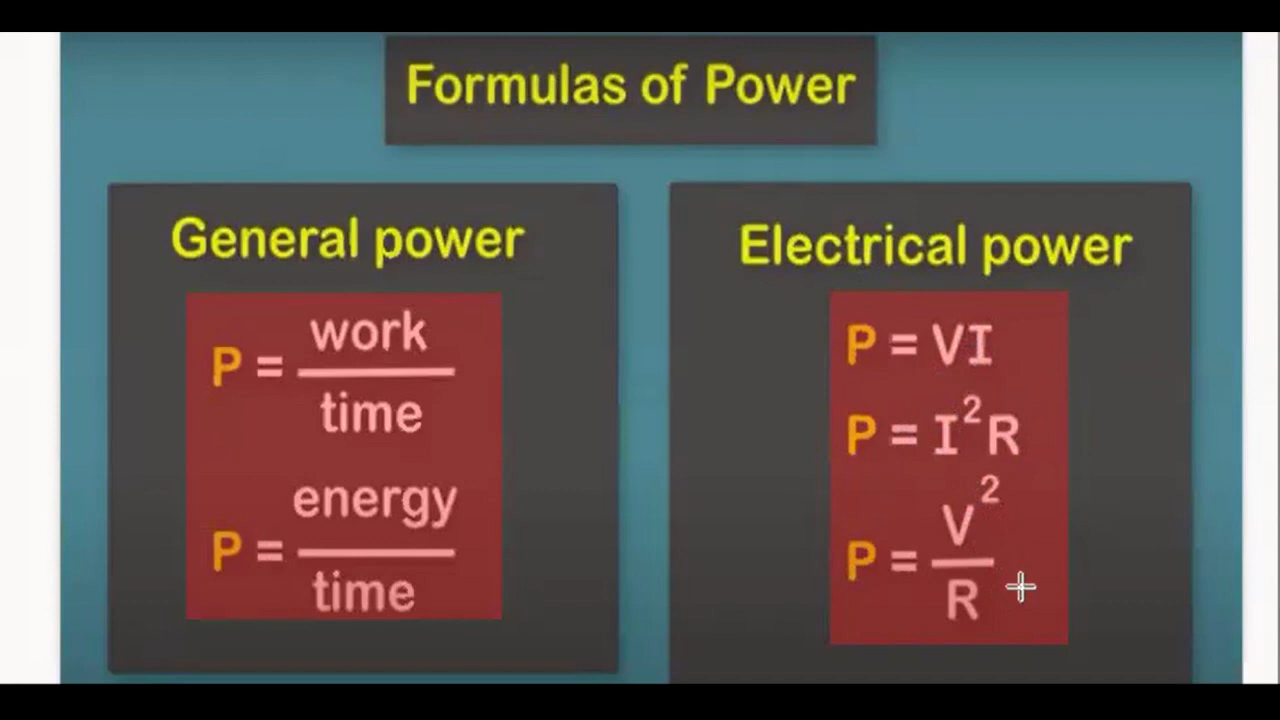 Formulas of Power
General power
P = work/time
P = energy/time
Electrical power
P = VI
P = I²R
P = V²/R